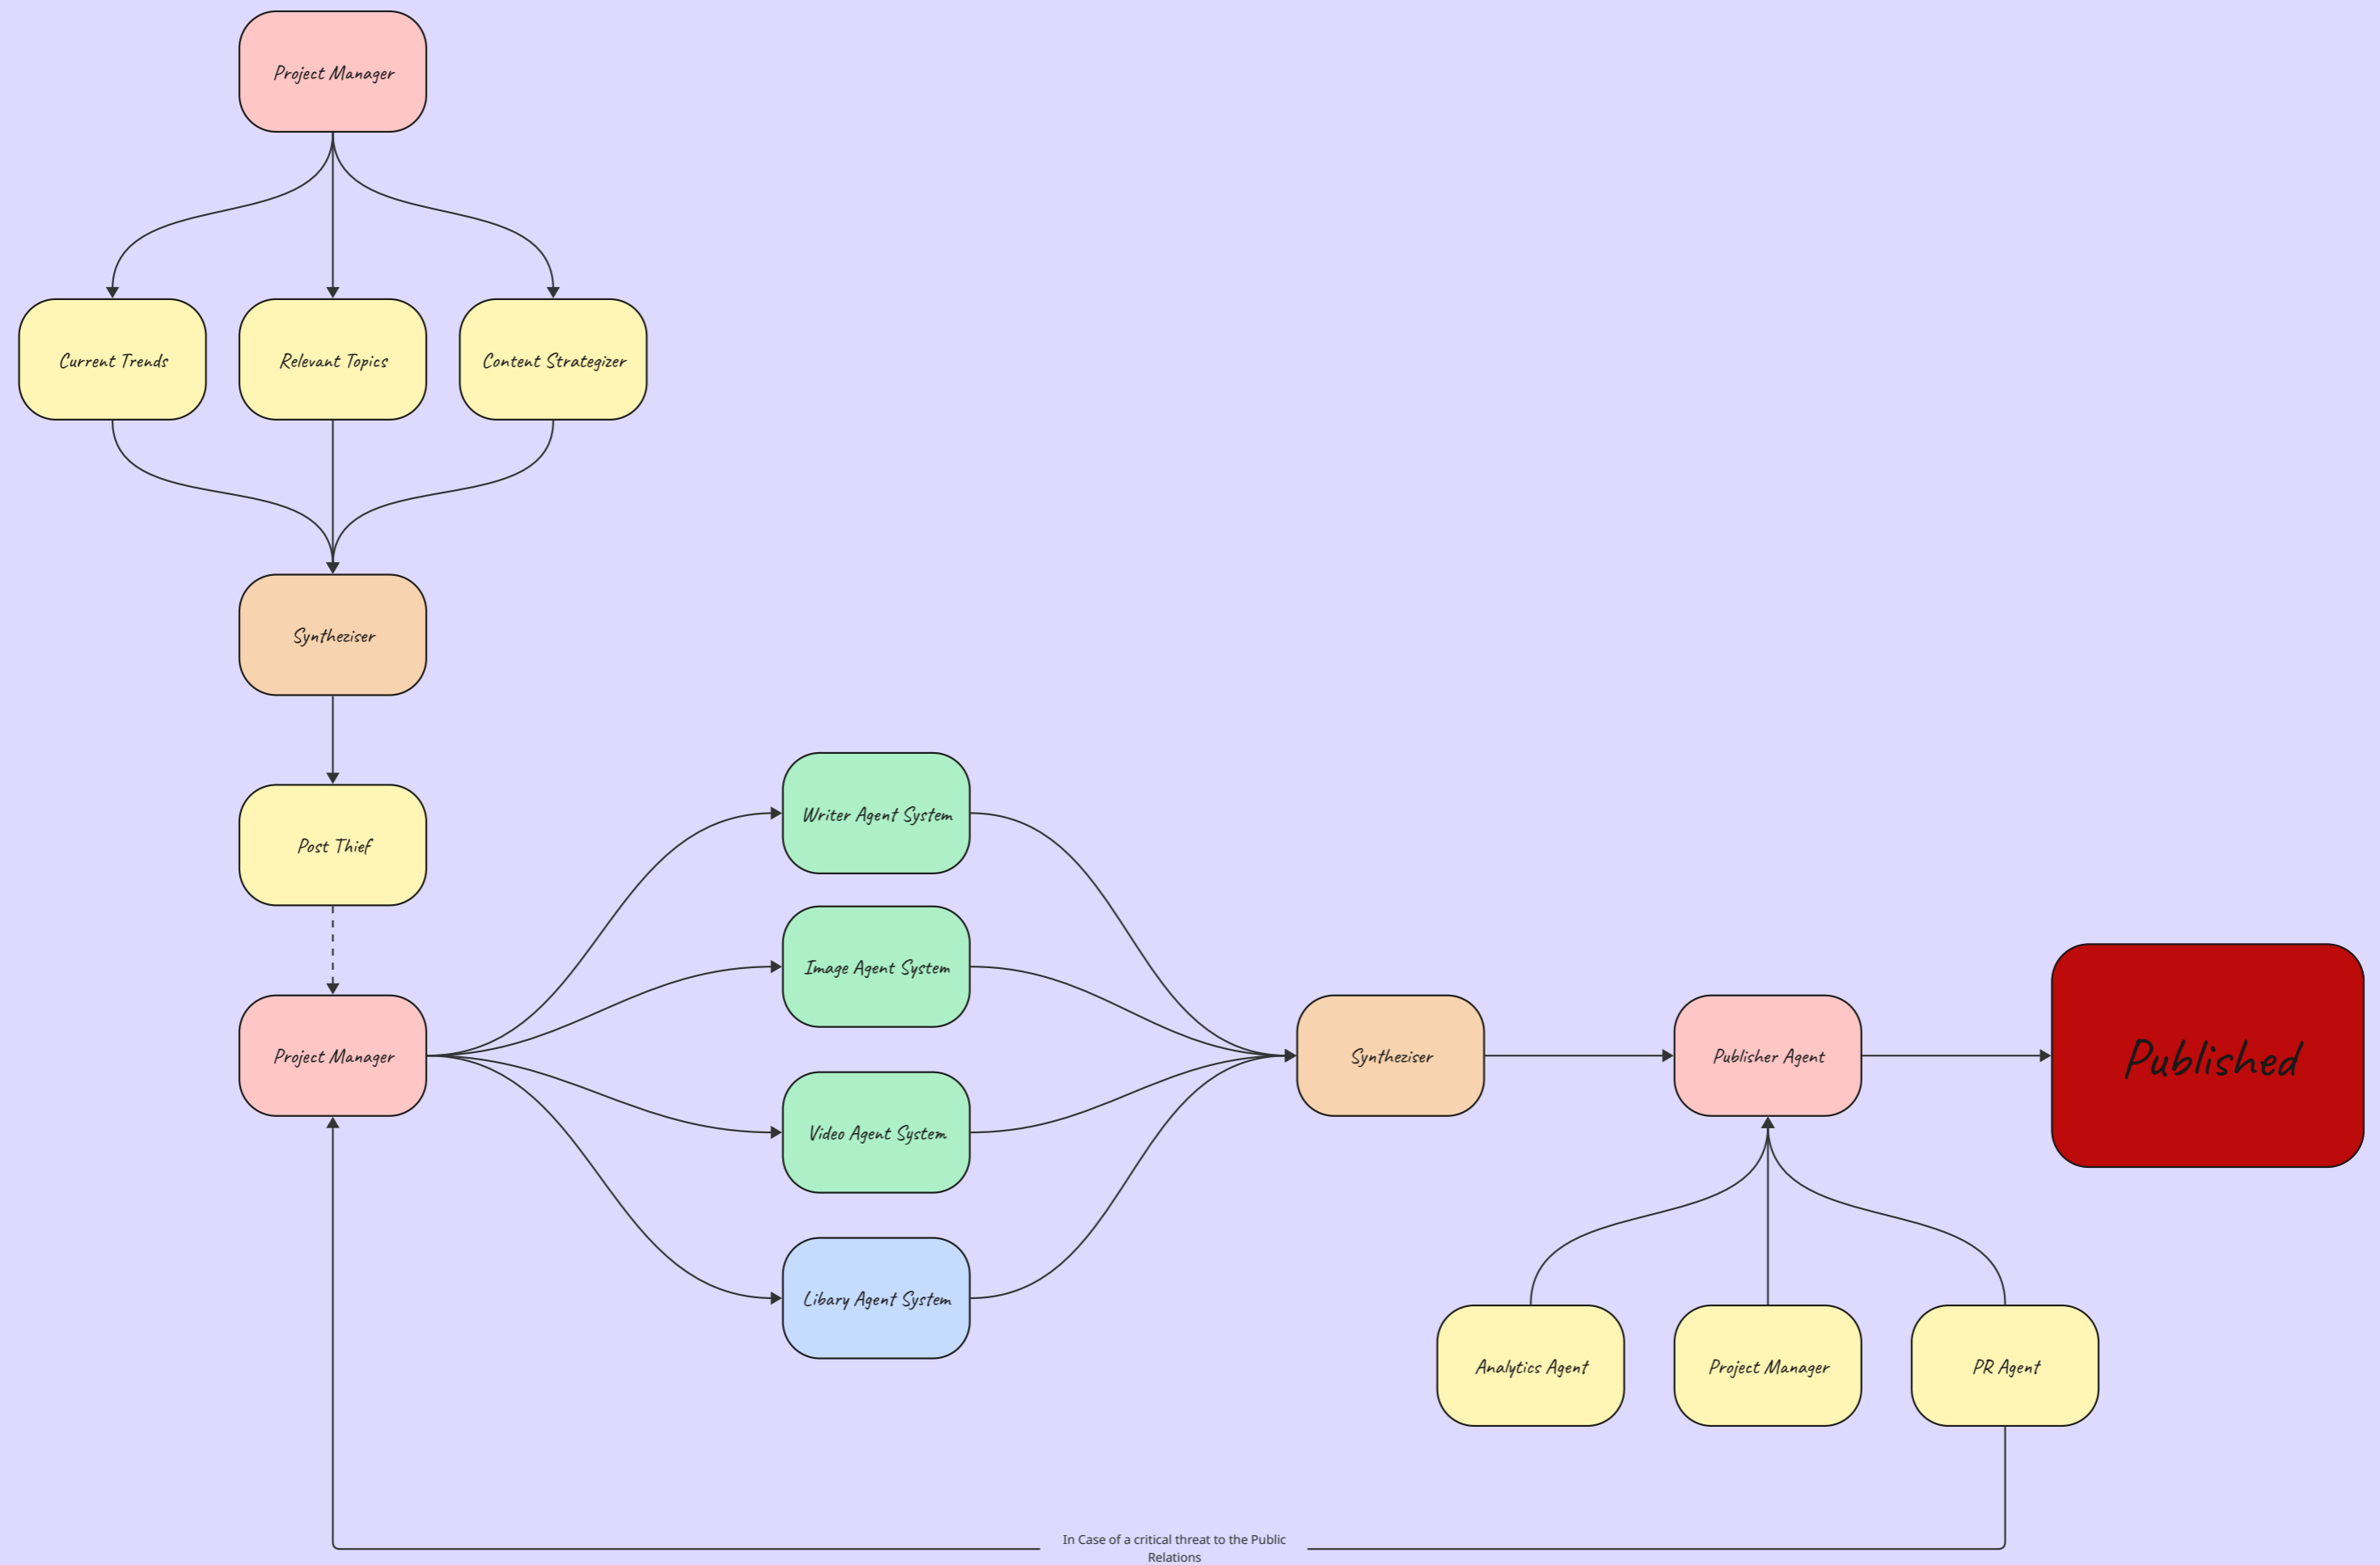 Project Manager
Current Trends
Relevant Topics
Content Strategizer
Syntheziser
Post Thief
Project Manager
Writer Agent System
Image Agent System
Video Agent System
Libary Agent System
Syntheziser
Publisher Agent
Published
Analytics Agent
Project Manager
PR Agent
In Case of a critical threat to the Public
Relations